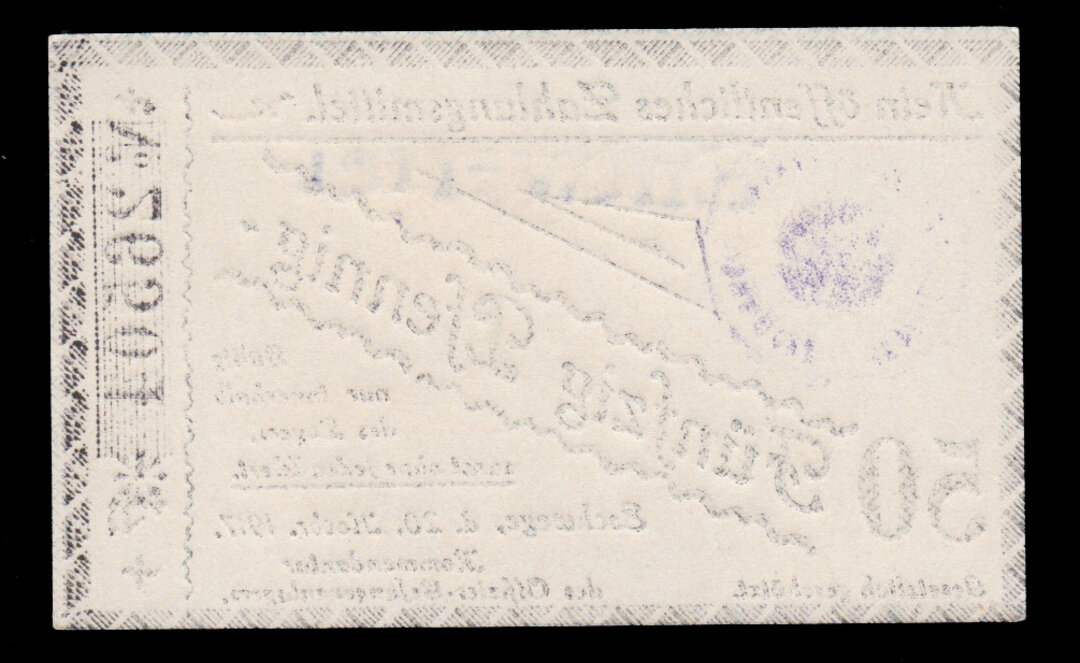 Kein öffentliches Zahlungsmittel.
Fünfzig Pfennig
Gültig
nur innerhalb
des Lagers,
sonst ohne jeden Wert.
50
Eschwege, d. 20. 1917.
Kommandantur
des Offizier-Gefangenenlagers.
Gesetzlich geschützt.